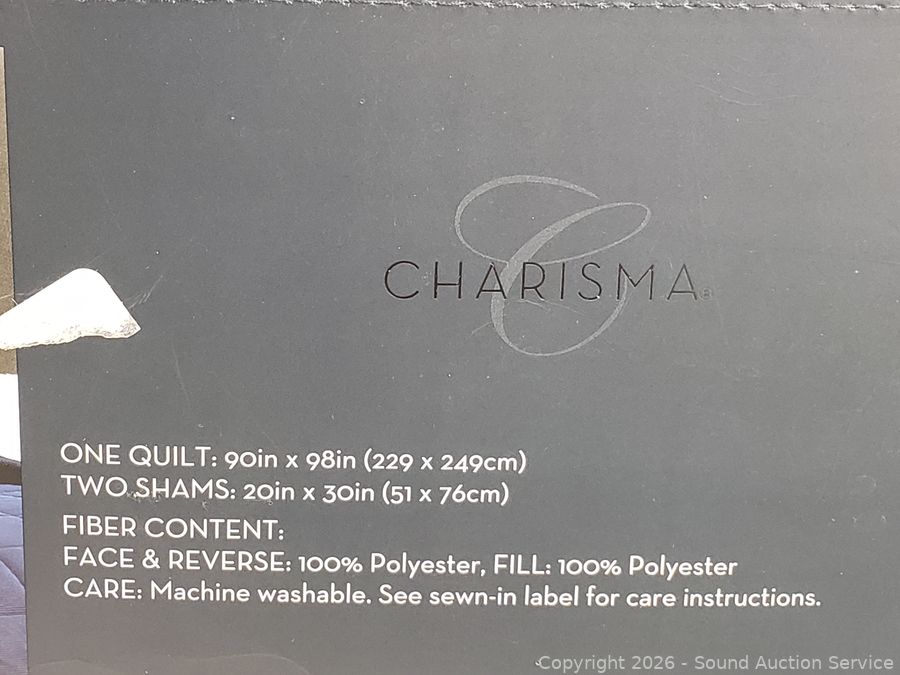 CHARISMA®
ONE QUILT: 90in x 98in (229 x 249cm)
TWO SHAMS: 20in x 30in (51 x 76cm)
FIBER CONTENT:
FACE & REVERSE: 100% Polyester, FILL: 100% Polyester
CARE: Machine washable. See sewn-in label for care instructions.
Copyright 2026 - Sound Auction Service